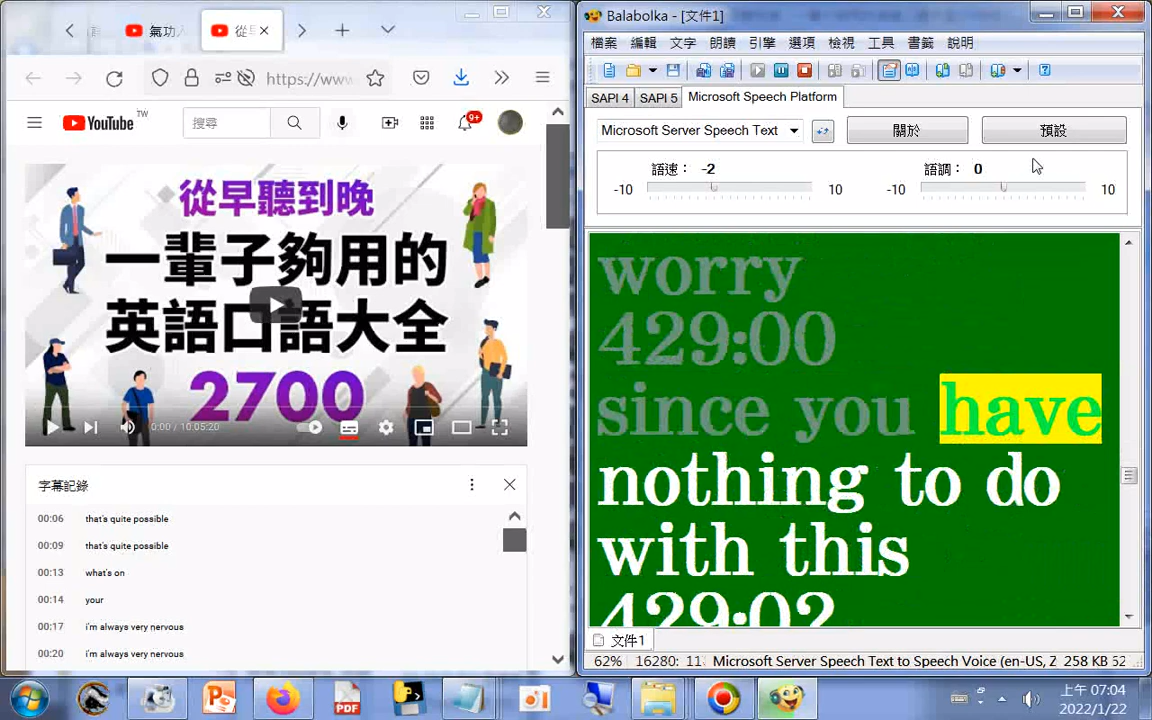 氣功入
從
https://www
YouTube TW
搜尋
9+
從早聽到晚
一輩子夠用的
英語口語大全
2700
0:00 / 10:05:20
字幕記錄
00:06 that's quite possible
00:09 that's quite possible
00:13 what's on
00:14 your
00:17 i'm always very nervous
00:20 i'm always very nervous
Balabolka - [文件1]
檔案 編輯 文字 朗讀 引擎 選項 檢視 工具 書籤 說明
SAPI 4 SAPI 5 Microsoft Speech Platform
Microsoft Server Speech Text 關於 預設
語速： -2 語調： 0
-10 10 -10 10
worry
429:00
since you have
nothing to do
with this
429:02
文件1
62% 16280: Microsoft Server Speech Text to Speech Voice (en-US, Z 258 KB 52
PDF
上午 07:04
2022/1/22